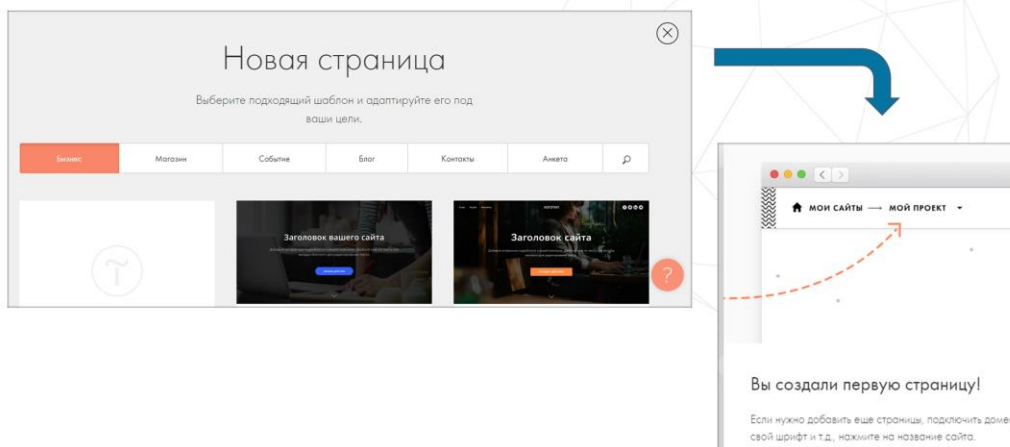 Новая страница
Выберите подходящий шаблон и адаптируйте его под
ваши цели.
Бизнес Магазин Событие Блог Контакты Анкета
Заголовок вашего сайта
Заголовок сайта
?
МОИ САЙТЫ → МОЙ ПРОЕКТ
Вы создали первую страницу!
Если нужно добавить еще страницы, подключить
свой шрифт и т.д., нажмите на название сайта.